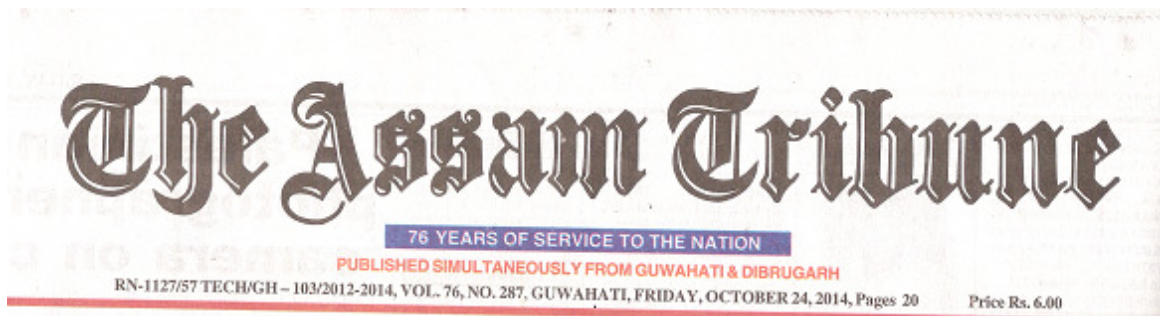 The Assam Tribune
76 YEARS OF SERVICE TO THE NATION
PUBLISHED SIMULTANEOUSLY FROM GUWAHATI & DIBRUGARH
RN-1127/57 TECH/GH – 103/2012-2014, VOL. 76, NO. 287, GUWAHATI, FRIDAY, OCTOBER 24, 2014, Pages 20 Price Rs. 6.00